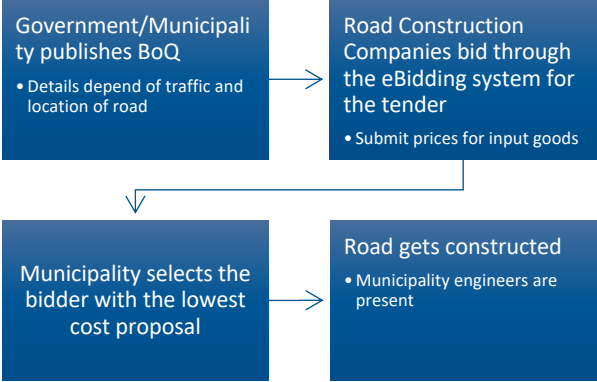 Government/Municipali
ty publishes BoQ
• Details depend of traffic and
location of road
Road Construction
Companies bid through
the eBidding system for
the tender
• Submit prices for input goods
Municipality selects the
bidder with the lowest
cost proposal
Road gets constructed
• Municipality engineers are
present